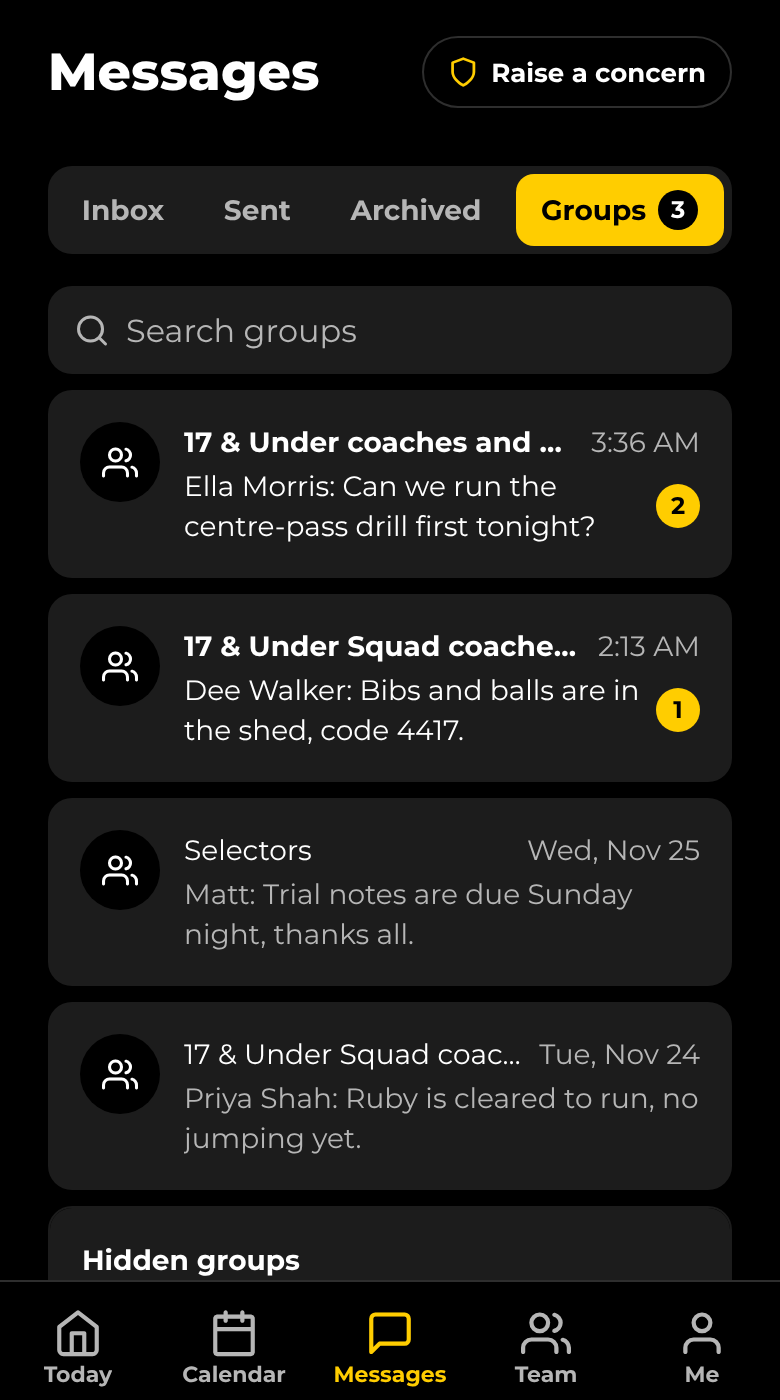 Messages
Raise a concern
Inbox Sent Archived Groups 3
Search groups
17 & Under coaches and ... 3:36 AM
Ella Morris: Can we run the
centre-pass drill first tonight?
2
17 & Under Squad coache... 2:13 AM
Dee Walker: Bibs and balls are in
the shed, code 4417.
1
Selectors Wed, Nov 25
Matt: Trial notes are due Sunday
night, thanks all.
17 & Under Squad coac... Tue, Nov 24
Priya Shah: Ruby is cleared to run, no
jumping yet.
Hidden groups
Today Calendar Messages Team Me